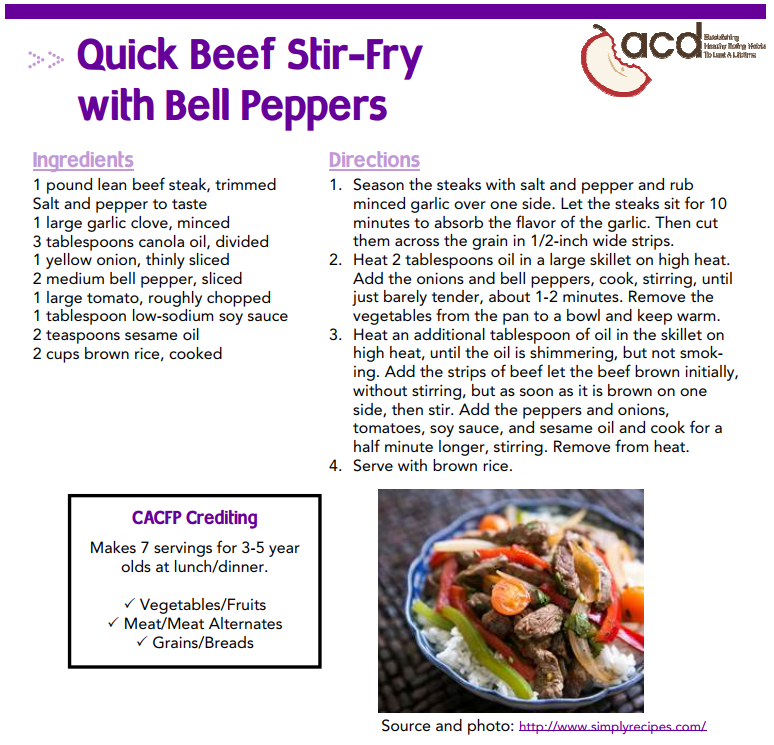 >> Quick Beef Stir-Fry
with Bell Peppers
acd
Establishing
Healthy Eating Habits
To Last A Lifetime
Ingredients
1 pound lean beef steak, trimmed
Salt and pepper to taste
1 large garlic clove, minced
3 tablespoons canola oil, divided
1 yellow onion, thinly sliced
2 medium bell pepper, sliced
1 large tomato, roughly chopped
1 tablespoon low-sodium soy sauce
2 teaspoons sesame oil
2 cups brown rice, cooked
Directions
1. Season the steaks with salt and pepper and rub
minced garlic over one side. Let the steaks sit for 10
minutes to absorb the flavor of the garlic. Then cut
them across the grain in 1/2-inch wide strips.
2. Heat 2 tablespoons oil in a large skillet on high heat.
Add the onions and bell peppers, cook, stirring, until
just barely tender, about 1-2 minutes. Remove the
vegetables from the pan to a bowl and keep warm.
3. Heat an additional tablespoon of oil in the skillet on
high heat, until the oil is shimmering, but not smok-
ing. Add the strips of beef let the beef brown initially,
without stirring, but as soon as it is brown on one
side, then stir. Add the peppers and onions,
tomatoes, soy sauce, and sesame oil and cook for a
half minute longer, stirring. Remove from heat.
4. Serve with brown rice.
CACFP Crediting
Makes 7 servings for 3-5 year
olds at lunch/dinner.
✓ Vegetables/Fruits
✓ Meat/Meat Alternates
✓ Grains/Breads
Source and photo: http://www.simplyrecipes.com/